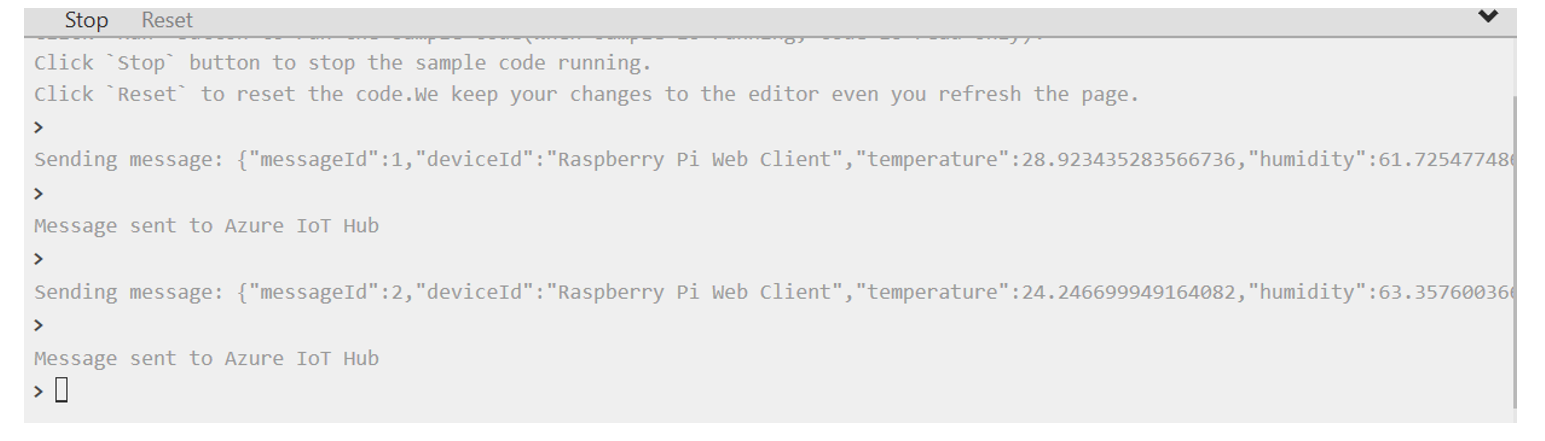 Stop Reset
Click `Stop` button to stop the sample code running.
Click `Reset` to reset the code.We keep your changes to the editor even you refresh the page.
>
Sending message: {"messageId":1,"deviceId":"Raspberry Pi Web Client","temperature":28.923435283566736,"humidity":61.72547748
>
Message sent to Azure IoT Hub
>
Sending message: {"messageId":2,"deviceId":"Raspberry Pi Web Client","temperature":24.246699949164082,"humidity":63.35760036
>
Message sent to Azure IoT Hub
>